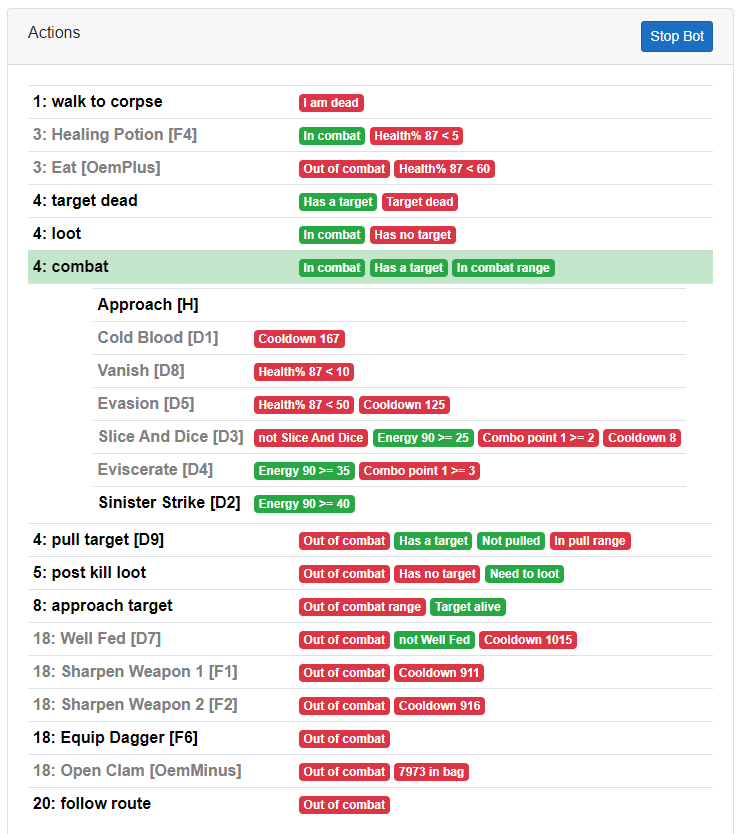 Actions Stop Bot
1: walk to corpse I am dead
3: Healing Potion [F4] In combat Health% 87 < 5
3: Eat [OemPlus] Out of combat Health% 87 < 60
4: target dead Has a target Target dead
4: loot In combat Has no target
4: combat In combat Has a target In combat range
Approach [H]
Cold Blood [D1] Cooldown 167
Vanish [D8] Health% 87 < 10
Evasion [D5] Health% 87 < 50 Cooldown 125
Slice And Dice [D3] not Slice And Dice Energy 90 >= 25 Combo point 1 >= 2 Cooldown 8
Eviscerate [D4] Energy 90 >= 35 Combo point 1 >= 3
Sinister Strike [D2] Energy 90 >= 40
4: pull target [D9] Out of combat Has a target Not pulled In pull range
5: post kill loot Out of combat Has no target Need to loot
8: approach target Out of combat range Target alive
18: Well Fed [D7] Out of combat not Well Fed Cooldown 1015
18: Sharpen Weapon 1 [F1] Out of combat Cooldown 911
18: Sharpen Weapon 2 [F2] Out of combat Cooldown 916
18: Equip Dagger [F6] Out of combat
18: Open Clam [OemMinus] Out of combat 7973 in bag
20: follow route Out of combat